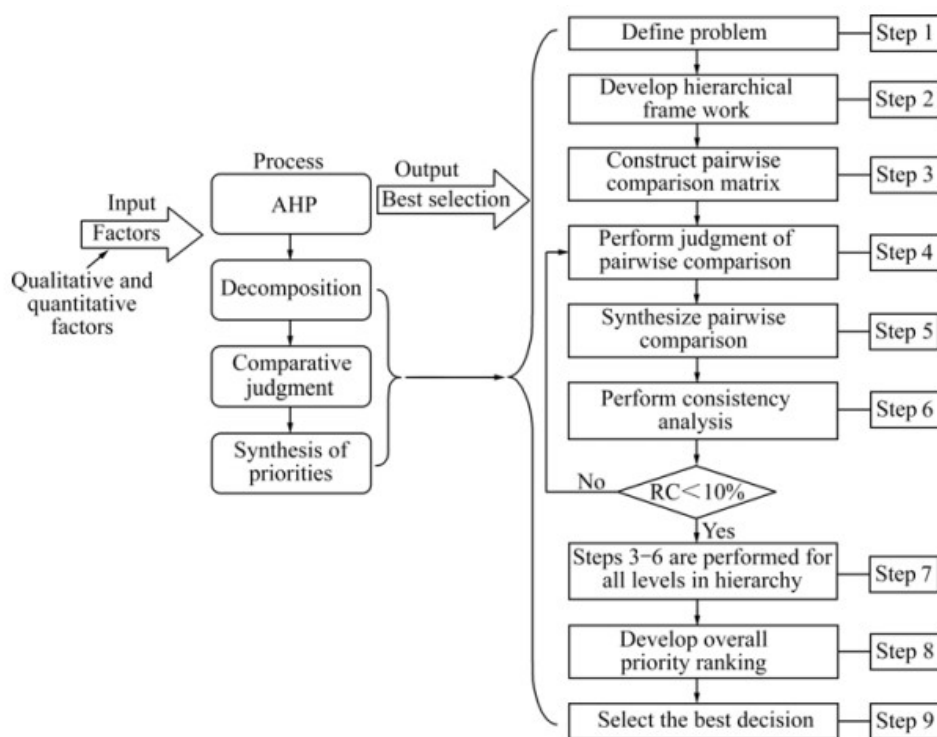 Input
Factors
Qualitative and
quantitative
factors
Process
AHP
Decomposition
Comparative
judgment
Synthesis of
priorities
Output
Best selection
Define problem
Step 1
Develop hierarchical
frame work
Step 2
Construct pairwise
comparison matrix
Step 3
Perform judgment of
pairwise comparison
Step 4
Synthesize pairwise
comparison
Step 5
Perform consistency
analysis
Step 6
No
RC<10%
Yes
Steps 3−6 are performed for
all levels in hierarchy
Step 7
Develop overall
priority ranking
Step 8
Select the best decision
Step 9